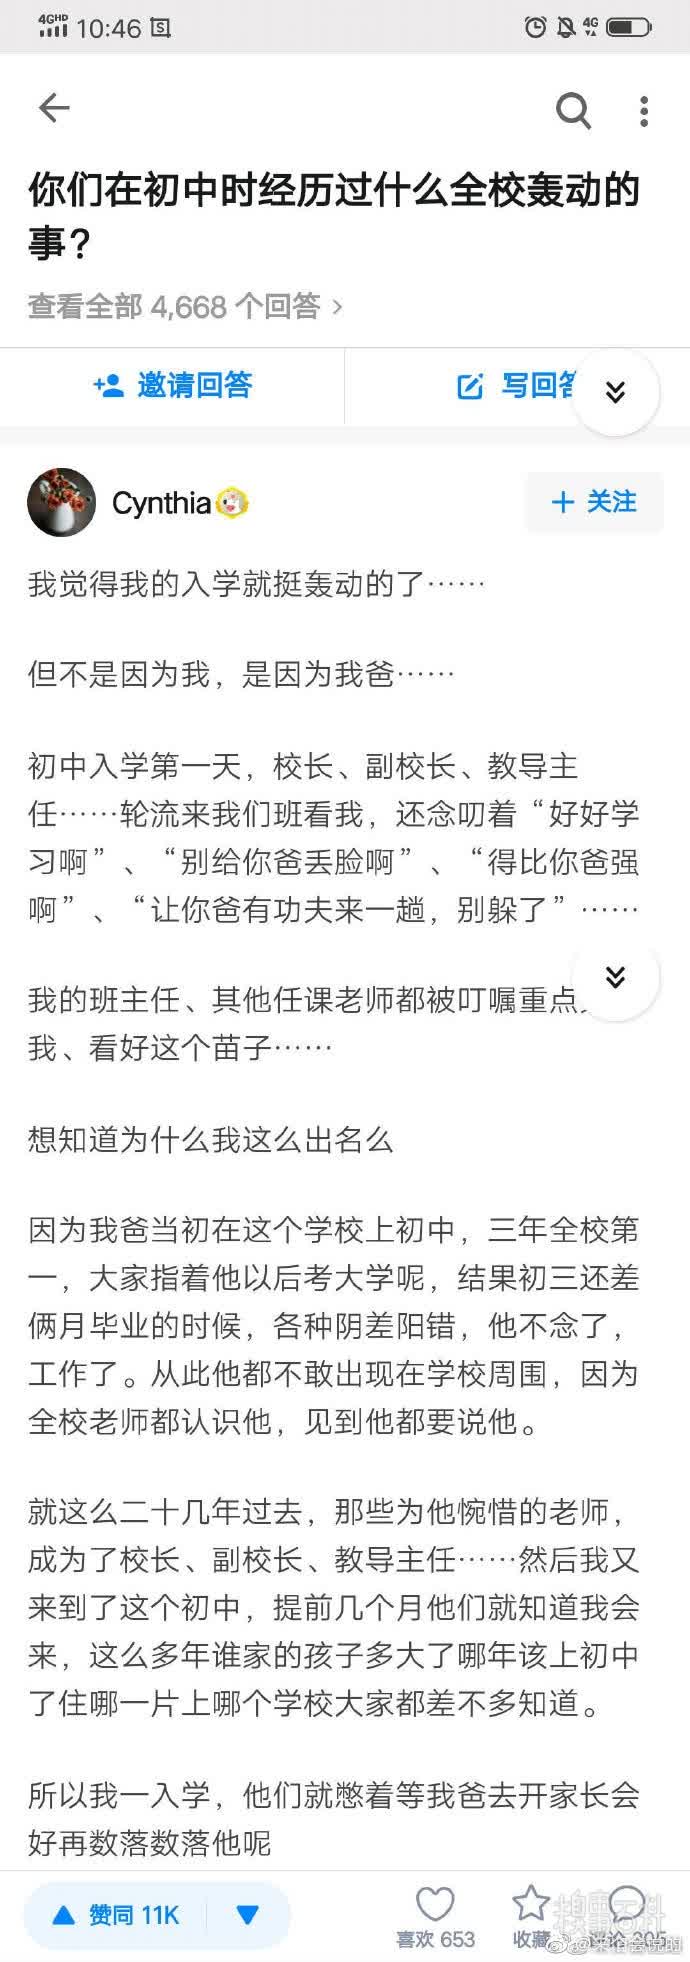 4GHD 10:46 4G
你们在初中时经历过什么全校轰动的
事？
查看全部 4,668 个回答
邀请回答
写回答
Cynthia
关注
我觉得我的入学就挺轰动的了……
但不是因为我，是因为我爸……
初中入学第一天，校长、副校长、教导主
任……轮流来我们班看我，还念叨着“好好学
习啊”、“别给你爸丢脸啊”、“得比你爸强
啊”、“让你爸有功夫来一趟，别躲了”……
我的班主任、其他任课老师都被叮嘱重点
我、看好这个苗子……
想知道为什么我这么出名么
因为我爸当初在这个学校上初中，三年全校第
一，大家指着他以后考大学呢，结果初三还差
俩月毕业的时候，各种阴差阳错，他不念了，
工作了。从此他都不敢出现在学校周围，因为
全校老师都认识他，见到他都要说他。
就这么二十几年过去，那些为他惋惜的老师，
成为了校长、副校长、教导主任……然后我又
来到了这个初中，提前几个月他们就知道我会
来，这么多年谁家的孩子多大了哪年该上初中
了住哪一片上哪个学校大家都差不多知道。
所以我一入学，他们就憋着等我爸去开家长会
好再数落数落他呢
赞同 11K
喜欢 653
收藏
评论